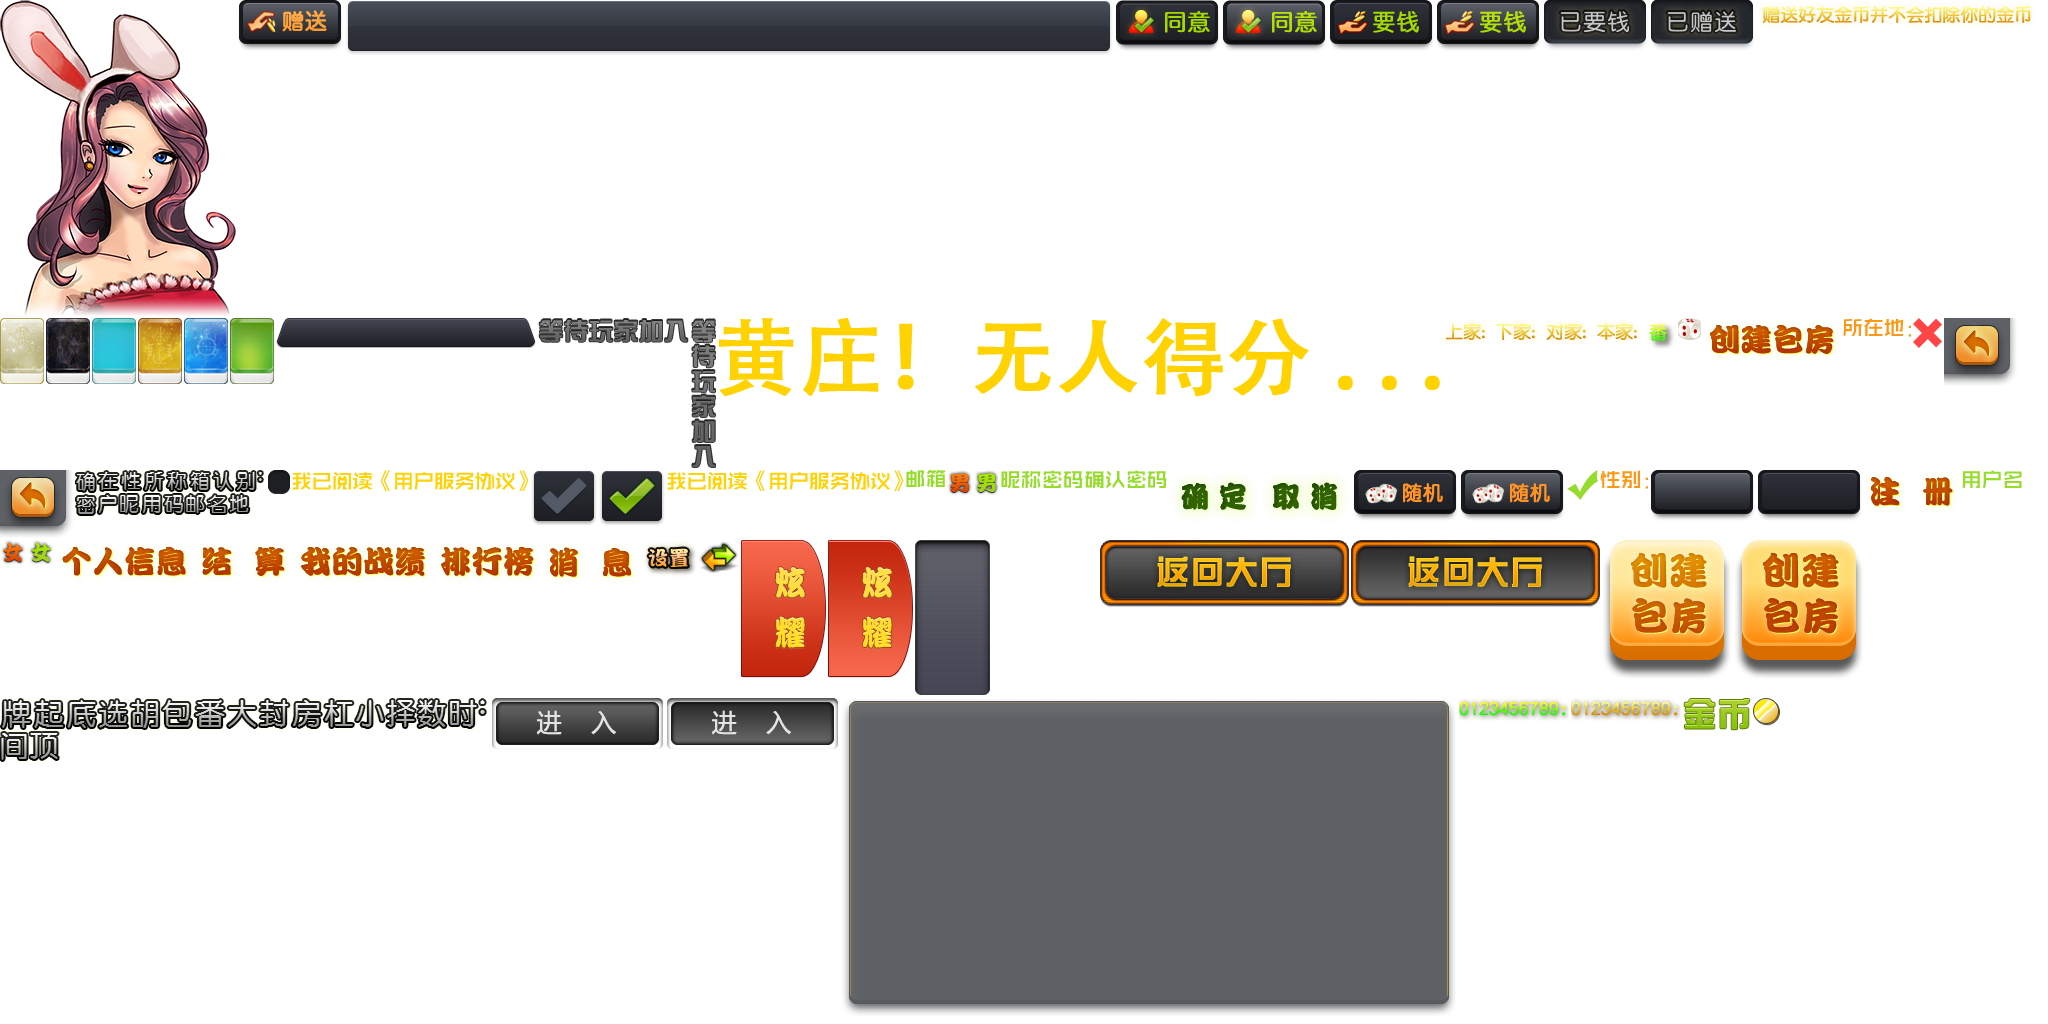 赠送
同意
同意
要钱
要钱
已要钱
已赠送
赠送好友金币并不会扣除你的金币
等待玩家加入
等待玩家加入
黄庄！无人得分...
上家:
下家:
对家:
本家:
番
创建包房
所在地:
确在性所称箱认别:
密户昵用码邮名地
我已阅读《用户服务协议》
我已阅读《用户服务协议》
邮箱
男
男
昵称
密码
确认密码
确定
取消
随机
随机
性别:
注册
用户名
女
女
个人信息
结算
我的战绩
排行榜
消息
设置
炫耀
炫耀
返回大厅
返回大厅
创建
包房
创建
包房
牌起底选胡包番大封房杠小择数时:
间顶
进入
进入
0123456789:
0123456789:
金币